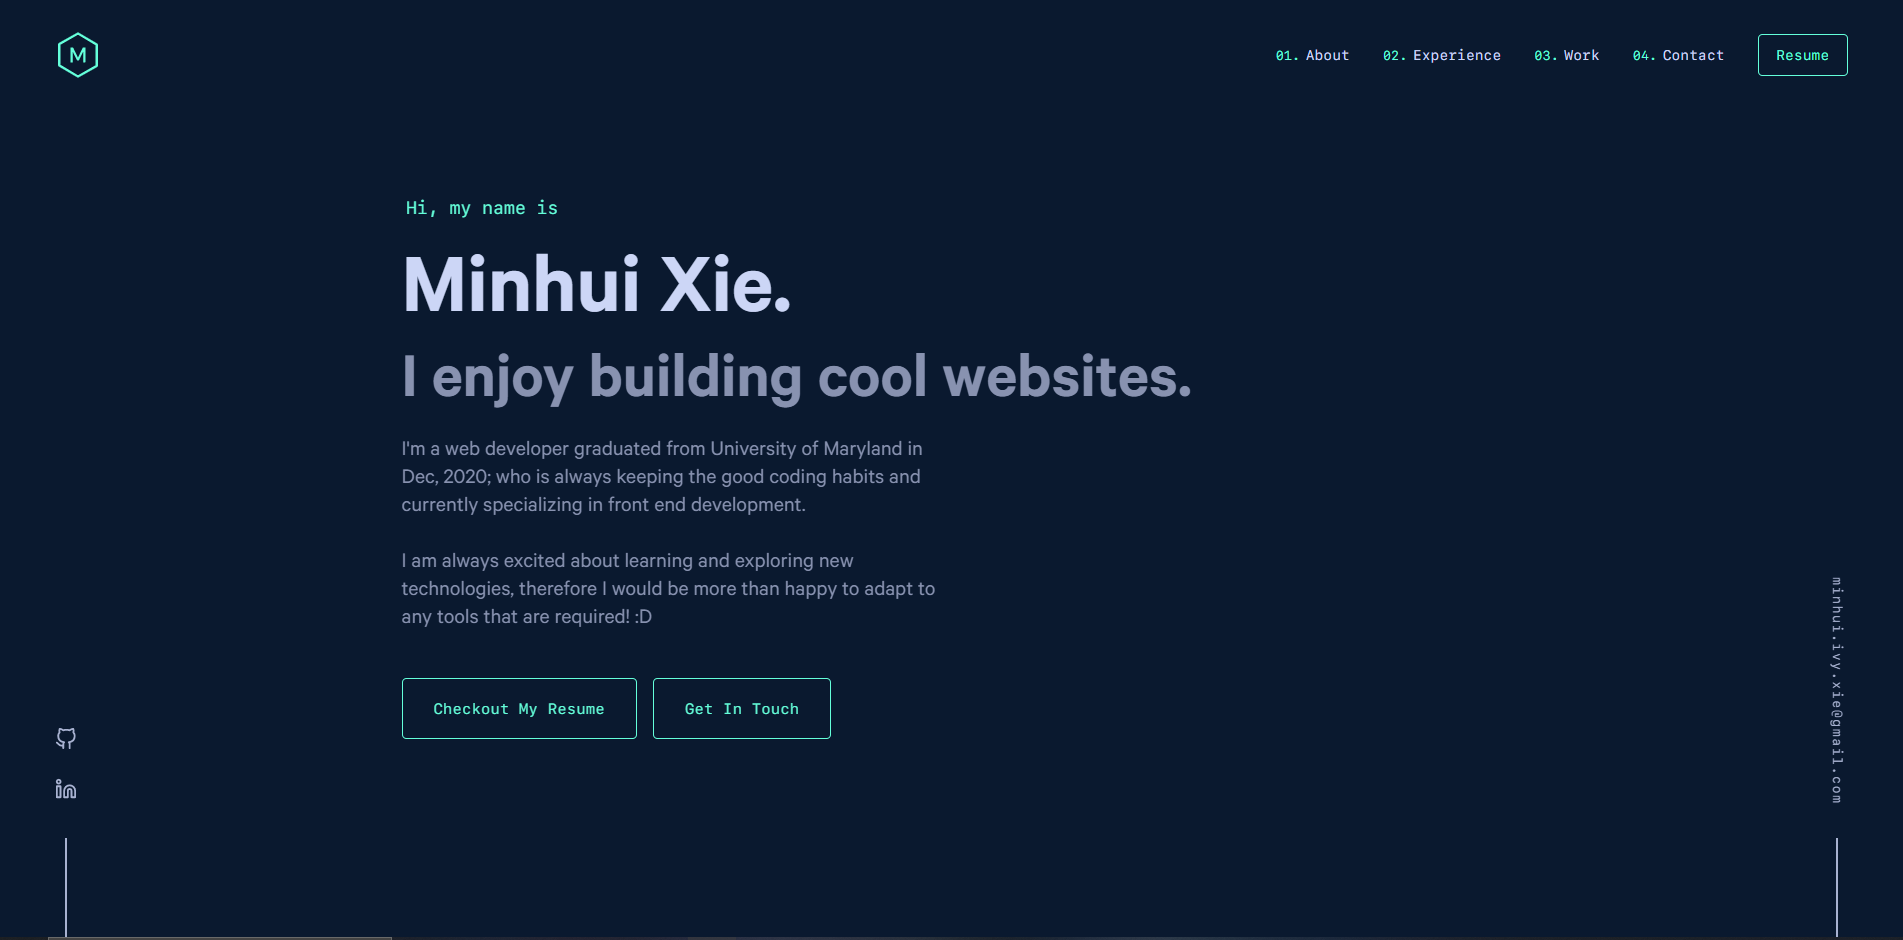 M
01. About 02. Experience 03. Work 04. Contact Resume
Hi, my name is
Minhui Xie.
I enjoy building cool websites.
I'm a web developer graduated from University of Maryland in
Dec, 2020; who is always keeping the good coding habits and
currently specializing in front end development.
I am always excited about learning and exploring new
technologies, therefore I would be more than happy to adapt to
any tools that are required! :D
Checkout My Resume Get In Touch
in
minhui.ivy.xie@gmail.com